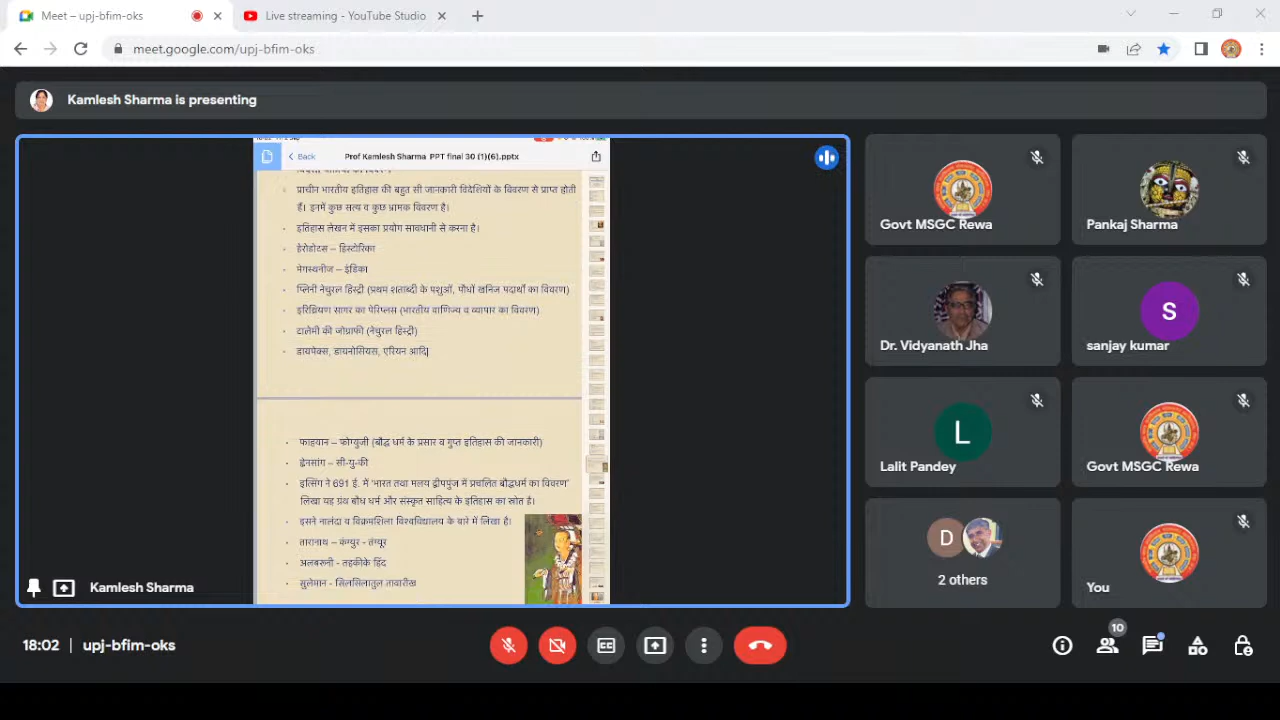 Meet – upj-bfim-oks
Live streaming - YouTube Studio
meet.google.com/upj-bfim-oks
Kamlesh Sharma is presenting
Back
Prof Kamlesh Sharma PPT final 30 (1)(6).pptx
प्राचीन भारतीय इतिहास की बहुत सी जानकारी विदेशियों के विवरण से प्राप्त होती
हैं। इनमें कुछ सत्य व कुछ भ्रामक विवरण है।
इतिहास लेखन में इसका प्रयोग सावधानी से करना है।
हेरोडोटस – हिस्टोरिका
मेगस्थनीज – इंडिका
प्लिनी नेचुरल हिस्ट्री (प्रथम शताब्दी के पशुओं, पौधों खनिज पदार्थों का विवरण)
इरिथ्रियन सागर का पेरिप्लस (भारतीय वाणिज्य व व्यापार का विवरण)
टालेमी की जोग्राफी (नेचुरल हिस्ट्री)
डायमेक्स, डायनोसियस, एरियन आदि
फाहयान – (बौद्ध धर्म के प्रसार व गुप्त इतिहास की जानकारी)
ह्वेनसांग – सी-यु-की
इत्सिंग ने 691 ई. में "भारत तथा मलय द्वीपपुंज में प्रचलित बौद्धधर्म का विवरण"
लिखा जो बौध धर्म और संस्कृत साहित्य के इतिहास का स्रोत है।
इसने नालंदा व विक्रमशिला विश्वविद्यालय के बारे में लिखा है।
तारानाथ – कंग्युर - तंग्यूर
अलबरुनी - तहकीके हिंद
सुलेमान - सिलसिलातुल तावारीख
Kamlesh Sharma
Govt MSGC Rewa
Pankaj Sharma
Dr. Vidyanath Jha
S
sanjay kumar
L
Lalit Pandey
Govt MSGC Rewa
D
2 others
You
18:02 | upj-bfim-oks
10